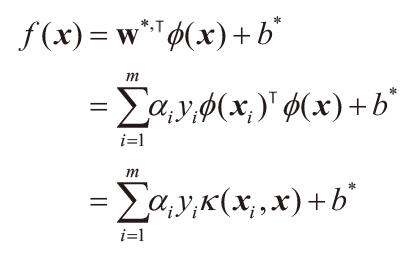 f(x) = w*,⊤ϕ(x) + b*
= ∑_{i=1}^{m} α_i y_i ϕ(x_i)^⊤ ϕ(x) + b*
= ∑_{i=1}^{m} α_i y_i κ(x_i, x) + b*